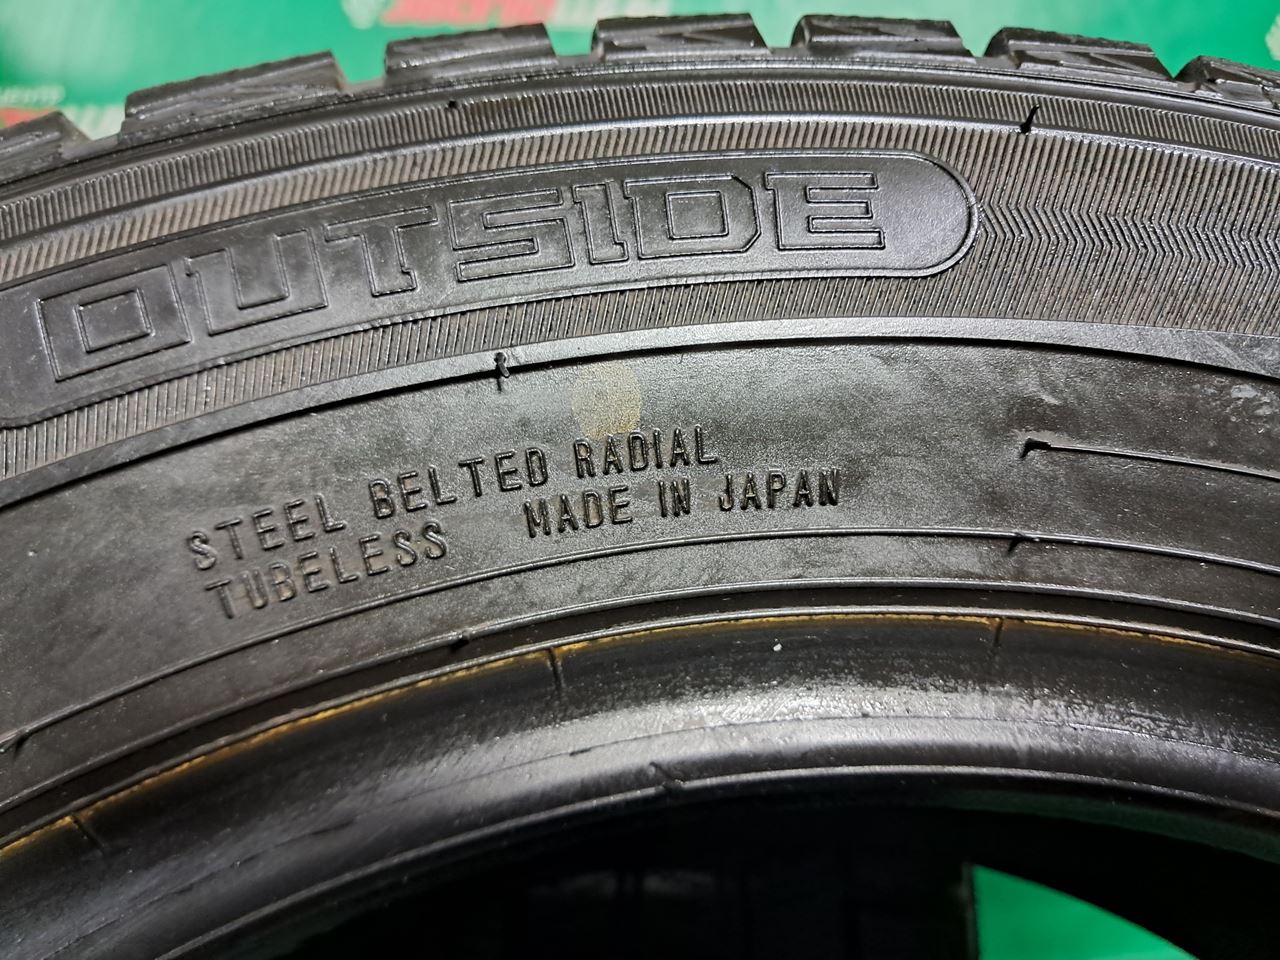 OUTSIDE
STEEL BELTED RADIAL
TUBELESS MADE IN JAPAN